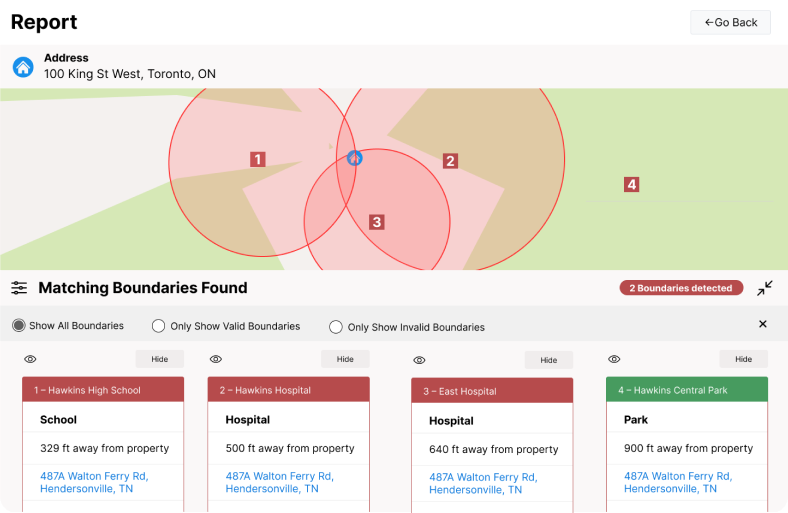 Report
←Go Back
Address
100 King St West, Toronto, ON
1
2
3
4
Matching Boundaries Found
2 Boundaries detected
Show All Boundaries
Only Show Valid Boundaries
Only Show Invalid Boundaries
Hide
1 – Hawkins High School
School
329 ft away from property
487A Walton Ferry Rd,
Hendersonville, TN
Hide
2 – Hawkins Hospital
Hospital
500 ft away from property
487A Walton Ferry Rd,
Hendersonville, TN
Hide
3 – East Hospital
Hospital
640 ft away from property
487A Walton Ferry Rd,
Hendersonville, TN
Hide
4 – Hawkins Central Park
Park
900 ft away from property
487A Walton Ferry Rd,
Hendersonville, TN